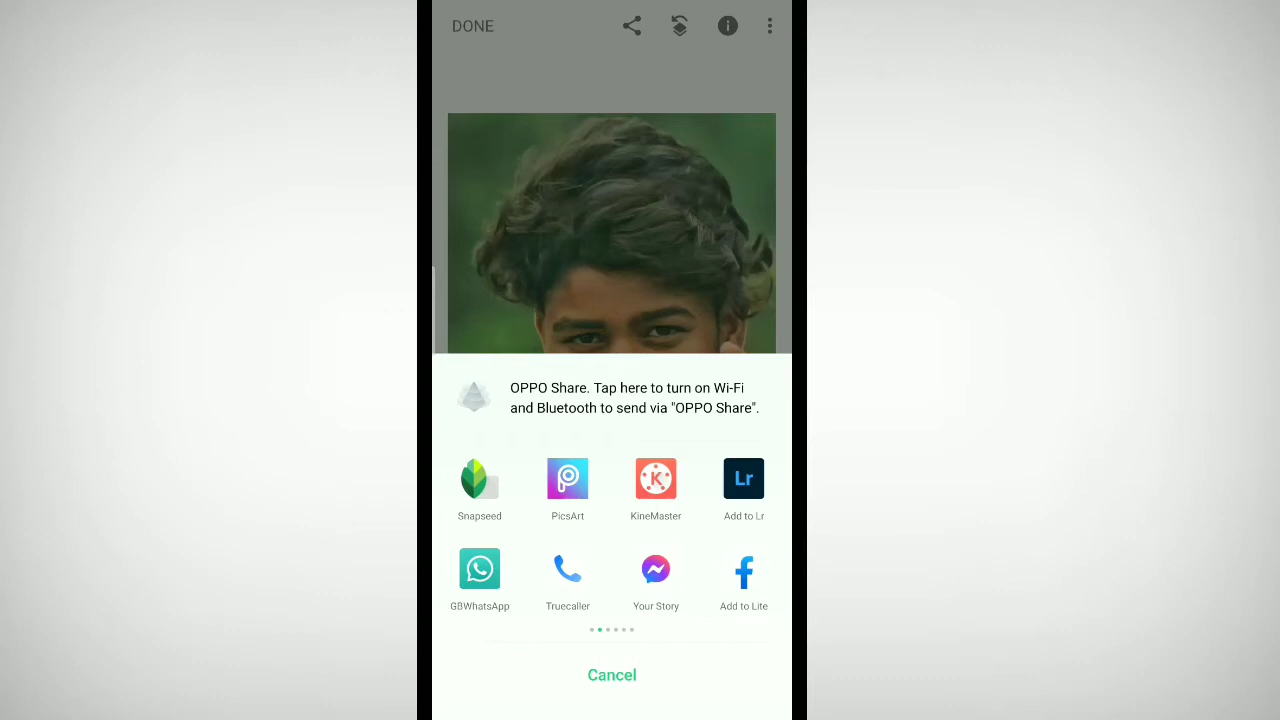 DONE
OPPO Share. Tap here to turn on Wi-Fi
and Bluetooth to send via "OPPO Share".
Lr
Snapseed PicsArt KineMaster Add to Lr
GBWhatsApp Truecaller Your Story Add to Lite
Cancel